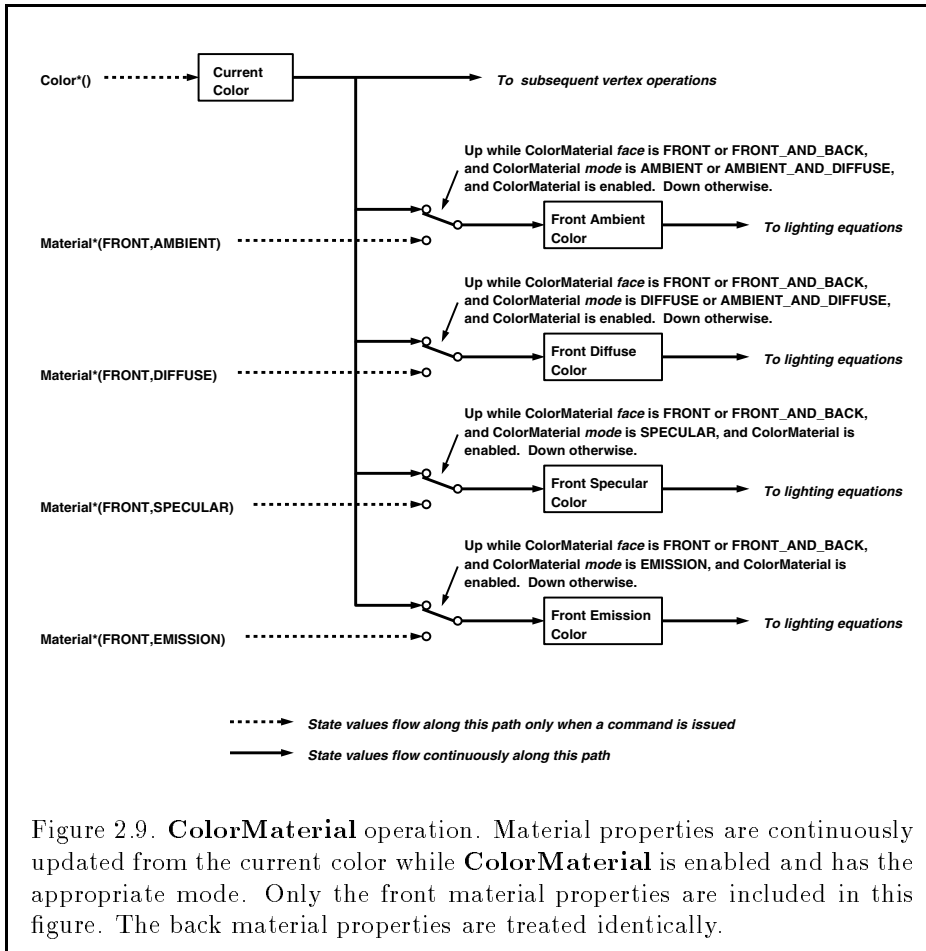 Color*()
Current
Color
To subsequent vertex operations
Up while ColorMaterial face is FRONT or FRONT_AND_BACK,
and ColorMaterial mode is AMBIENT or AMBIENT_AND_DIFFUSE,
and ColorMaterial is enabled. Down otherwise.
Material*(FRONT,AMBIENT)
Front Ambient
Color
To lighting equations
Up while ColorMaterial face is FRONT or FRONT_AND_BACK,
and ColorMaterial mode is DIFFUSE or AMBIENT_AND_DIFFUSE,
and ColorMaterial is enabled. Down otherwise.
Material*(FRONT,DIFFUSE)
Front Diffuse
Color
To lighting equations
Up while ColorMaterial face is FRONT or FRONT_AND_BACK,
and ColorMaterial mode is SPECULAR, and ColorMaterial is
enabled. Down otherwise.
Material*(FRONT,SPECULAR)
Front Specular
Color
To lighting equations
Up while ColorMaterial face is FRONT or FRONT_AND_BACK,
and ColorMaterial mode is EMISSION, and ColorMaterial is
enabled. Down otherwise.
Material*(FRONT,EMISSION)
Front Emission
Color
To lighting equations
State values flow along this path only when a command is issued
State values flow continuously along this path
Figure 2.9. ColorMaterial operation. Material properties are continuously
updated from the current color while ColorMaterial is enabled and has the
appropriate mode. Only the front material properties are included in this
figure. The back material properties are treated identically.